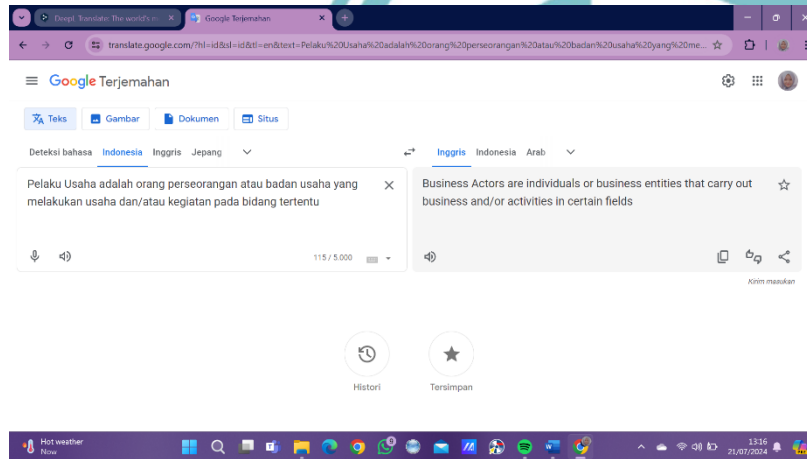 DeepL Translate: The world's m
Google Terjemahan
translate.google.com/?hl=id&sl=id&tl=en&text=Pelaku%20Usaha%20adalah%20orang%20perseorangan%20atau%20badan%20usaha%20yang%20me...
Google Terjemahan
Teks Gambar Dokumen Situs
Deteksi bahasa Indonesia Inggris Jepang
Inggris Indonesia Arab
Pelaku Usaha adalah orang perseorangan atau badan usaha yang
melakukan usaha dan/atau kegiatan pada bidang tertentu
115 / 5.000
Business Actors are individuals or business entities that carry out
business and/or activities in certain fields
Kirim masukan
Histori Tersimpan
Hot weather
Now
13:16
21/07/2024